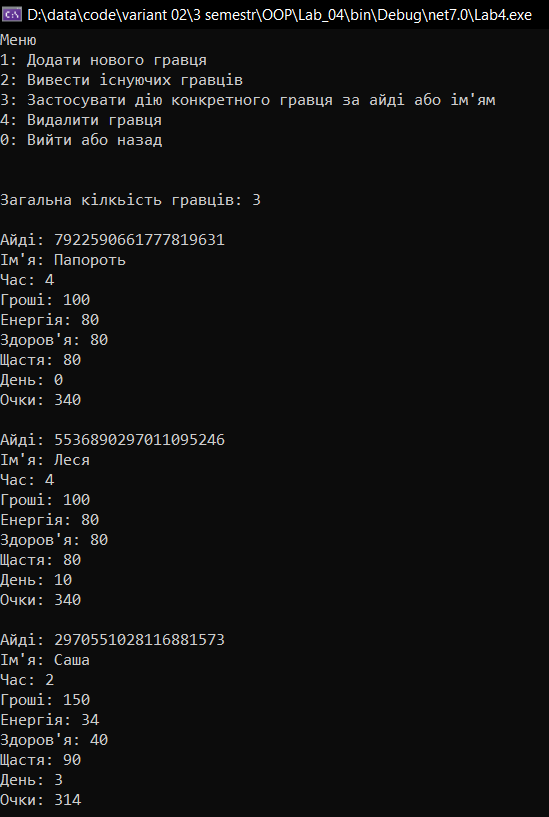 D:\data\code\variant 02\3 semestr\OOP\Lab_04\bin\Debug\net7.0\Lab4.exe
Меню
1: Додати нового гравця
2: Вивести існуючих гравців
3: Застосувати дію конкретного гравця за айді або ім'ям
4: Видалити гравця
0: Вийти або назад
Загальна кілкьість гравців: 3
Айді: 7922590661777819631
Ім'я: Папороть
Час: 4
Гроші: 100
Енергія: 80
Здоров'я: 80
Щастя: 80
День: 0
Очки: 340
Айді: 5536890297011095246
Ім'я: Леся
Час: 4
Гроші: 100
Енергія: 80
Здоров'я: 80
Щастя: 80
День: 10
Очки: 340
Айді: 2970551028116881573
Ім'я: Саша
Час: 2
Гроші: 150
Енергія: 34
Здоров'я: 40
Щастя: 90
День: 3
Очки: 314